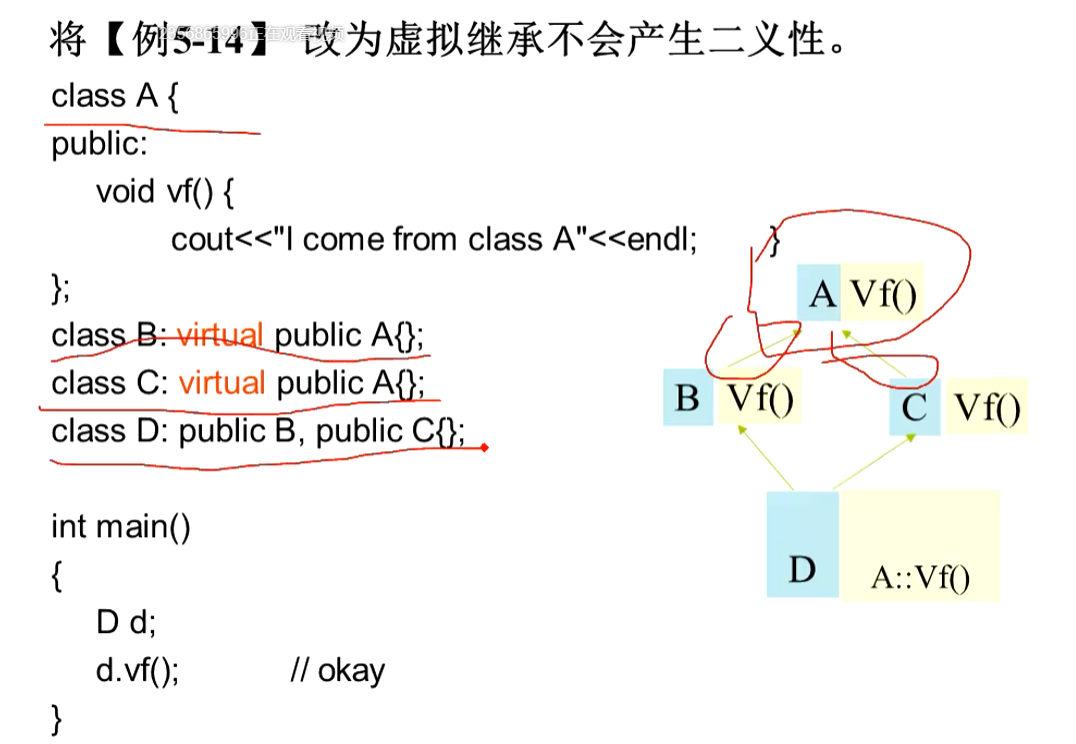 将【例5-14】 改为虚拟继承不会产生二义性。
class A {
public:
void vf() {
cout<<"I come from class A"<<endl; }
};
class B: virtual public A{};
class C: virtual public A{};
class D: public B, public C{};
int main()
{
D d;
d.vf(); // okay
}
A Vf()
B Vf()
C Vf()
D A::Vf()